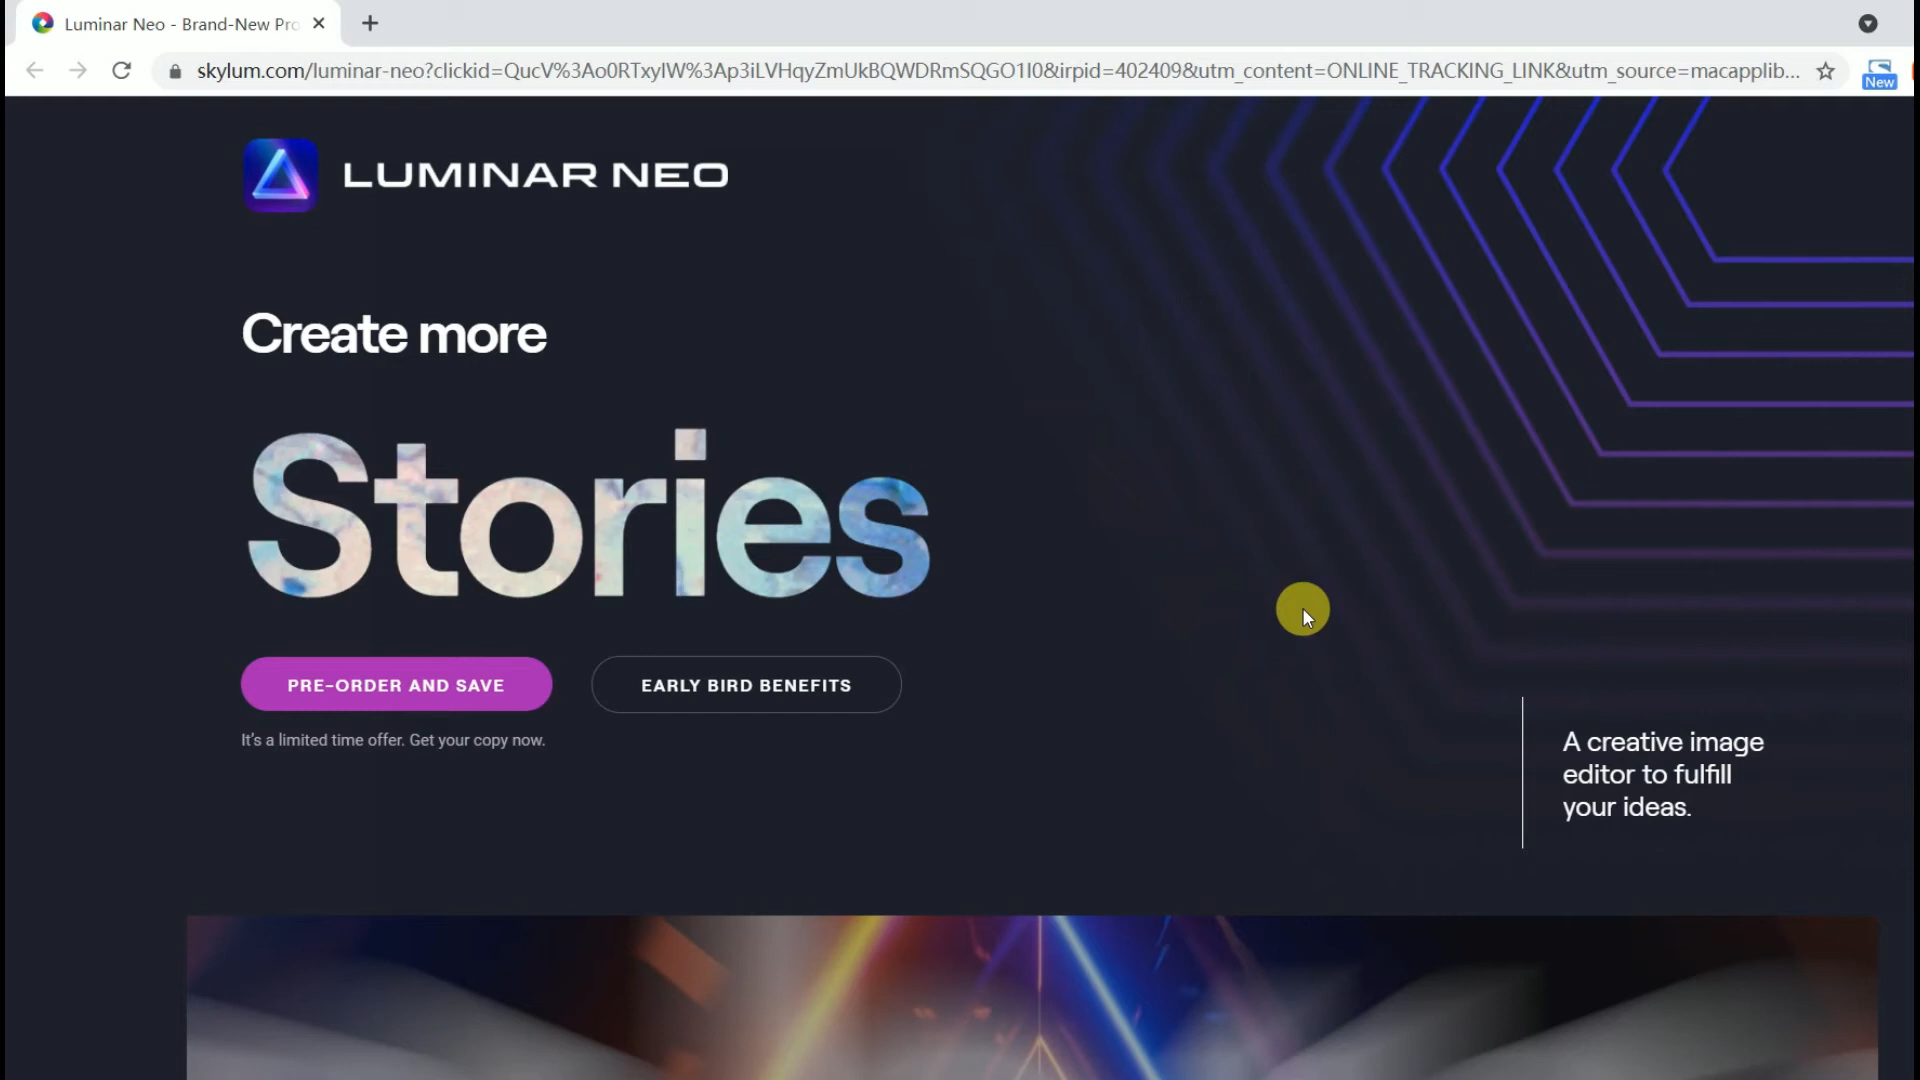 Luminar Neo - Brand-New Pro
skylum.com/luminar-neo?clickid=QucV%3Ao0RTxyIW%3Ap3iLVHqyZmUkBQWDRmSQGO1I0&irpid=402409&utm_content=ONLINE_TRACKING_LINK&utm_source=macapplib...
New
LUMINAR NEO
Create more
Stories
PRE-ORDER AND SAVE
EARLY BIRD BENEFITS
It's a limited time offer. Get your copy now.
A creative image
editor to fulfill
your ideas.